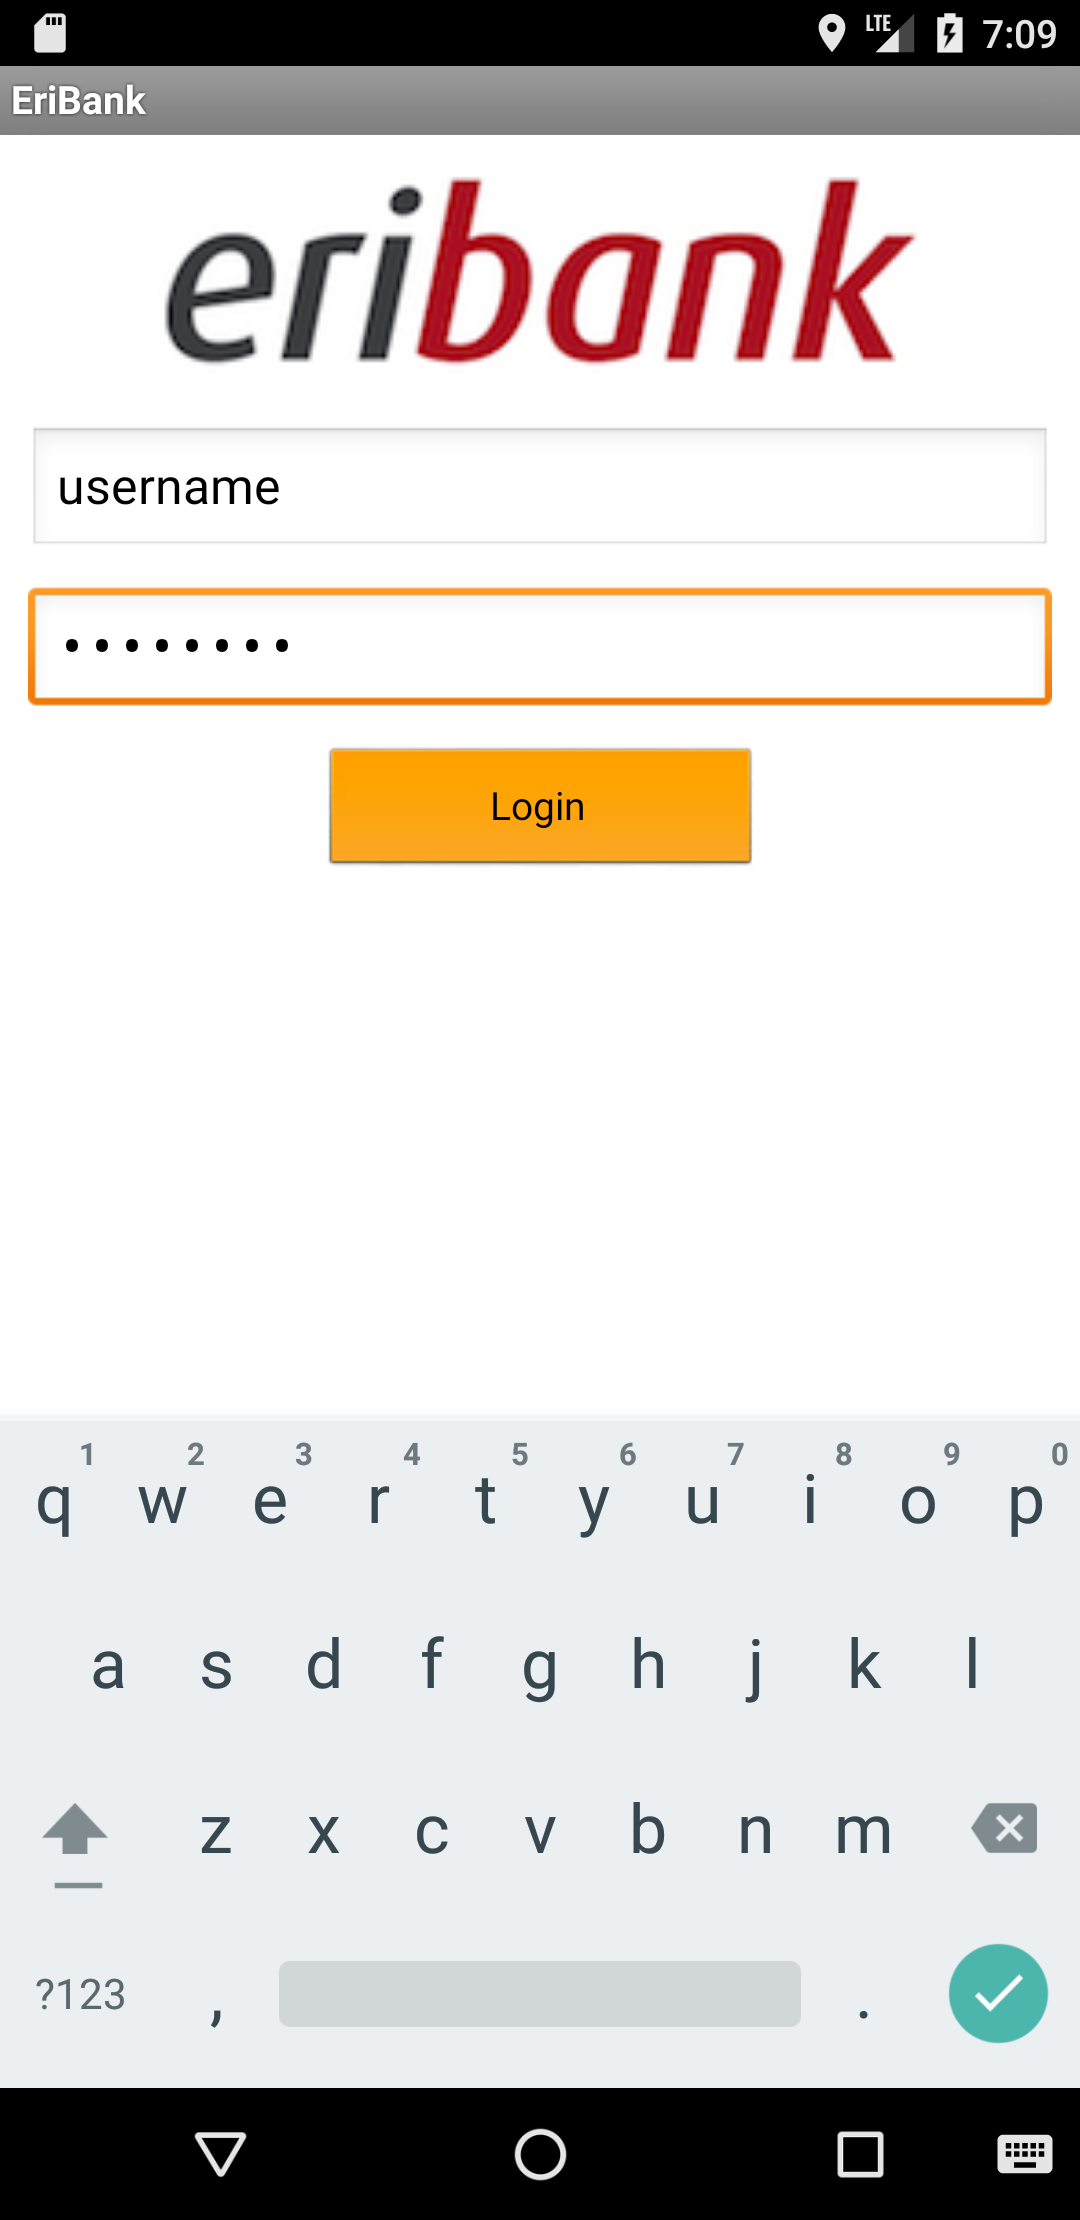 LTE 7:09
EriBank
eribank
username
••••••••
Login
1 2 3 4 5 6 7 8 9 0
q w e r t y u i o p
a s d f g h j k l
z x c v b n m
?123 , .